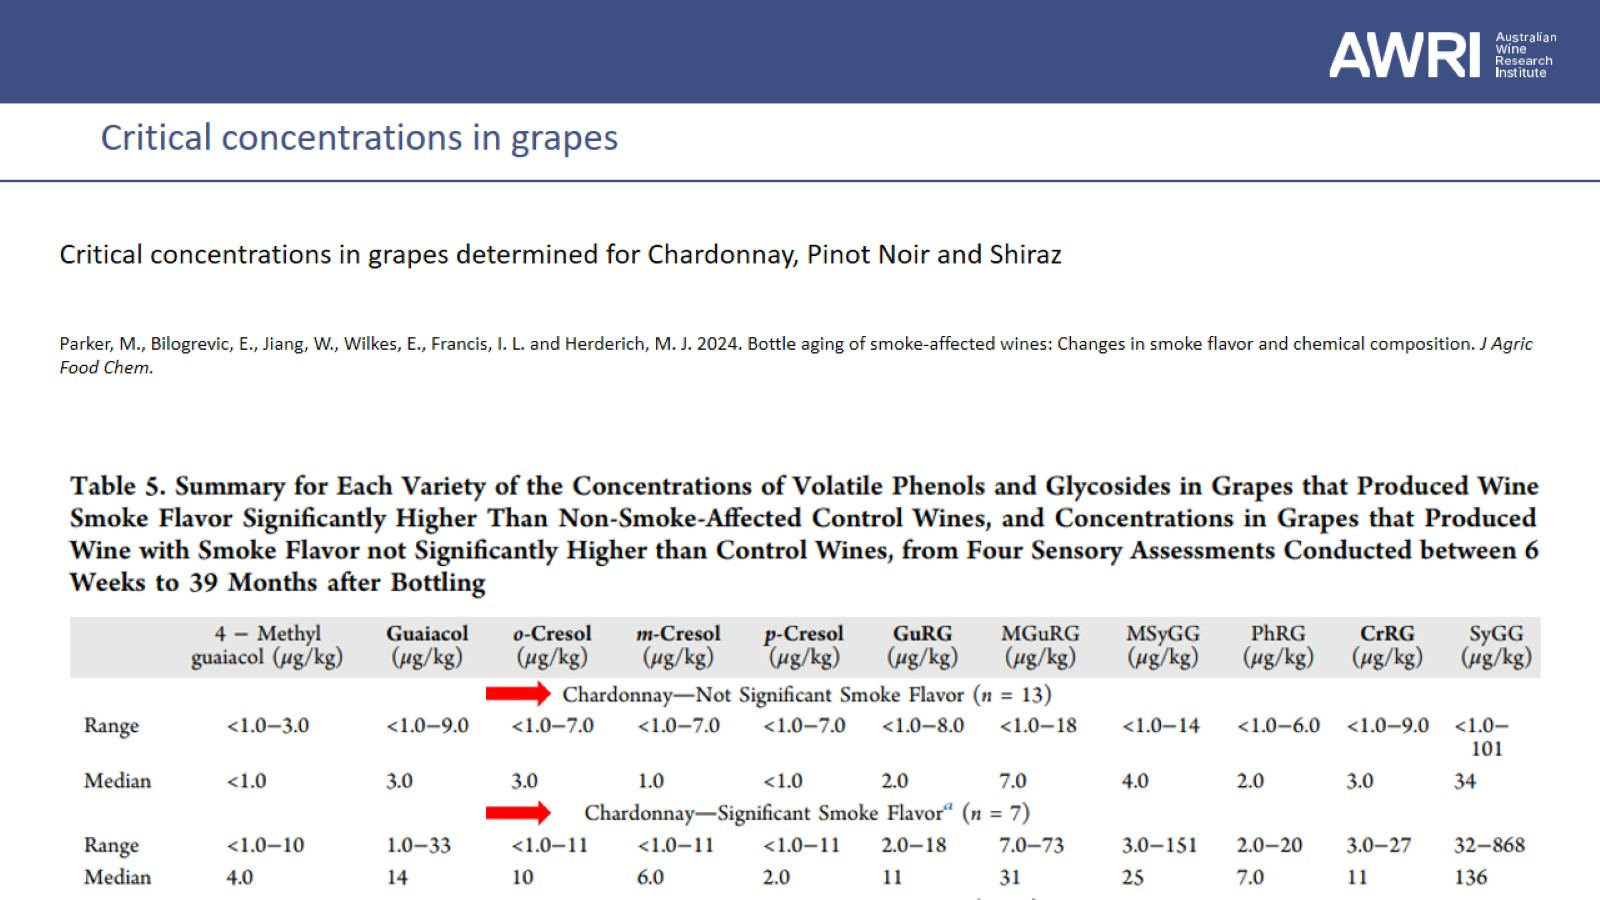 AWRI
Australian
Wine
Research
Institute
Critical concentrations in grapes
Critical concentrations in grapes determined for Chardonnay, Pinot Noir and Shiraz
Parker, M., Bilogrevic, E., Jiang, W., Wilkes, E., Francis, I. L. and Herderich, M. J. 2024. Bottle aging of smoke-affected wines: Changes in smoke flavor and chemical composition. J Agric
Food Chem.
Table 5. Summary for Each Variety of the Concentrations of Volatile Phenols and Glycosides in Grapes that Produced Wine
Smoke Flavor Significantly Higher Than Non-Smoke-Affected Control Wines, and Concentrations in Grapes that Produced
Wine with Smoke Flavor not Significantly Higher than Control Wines, from Four Sensory Assessments Conducted between 6
Weeks to 39 Months after Bottling
4 − Methyl Guaiacol o-Cresol m-Cresol p-Cresol GuRG MGuRG MSyGG PhRG CrRG SyGG
guaiacol (μg/kg) (μg/kg) (μg/kg) (μg/kg) (μg/kg) (μg/kg) (μg/kg) (μg/kg) (μg/kg) (μg/kg) (μg/kg)
Chardonnay—Not Significant Smoke Flavor (n = 13)
Range <1.0−3.0 <1.0−9.0 <1.0−7.0 <1.0−7.0 <1.0−7.0 <1.0−8.0 <1.0−18 <1.0−14 <1.0−6.0 <1.0−9.0 <1.0−
101
Median <1.0 3.0 3.0 1.0 <1.0 2.0 7.0 4.0 2.0 3.0 34
Chardonnay—Significant Smoke Flavorᵃ (n = 7)
Range <1.0−10 1.0−33 <1.0−11 <1.0−11 <1.0−11 2.0−18 7.0−73 3.0−151 2.0−20 3.0−27 32−868
Median 4.0 14 10 6.0 2.0 11 31 25 7.0 11 136